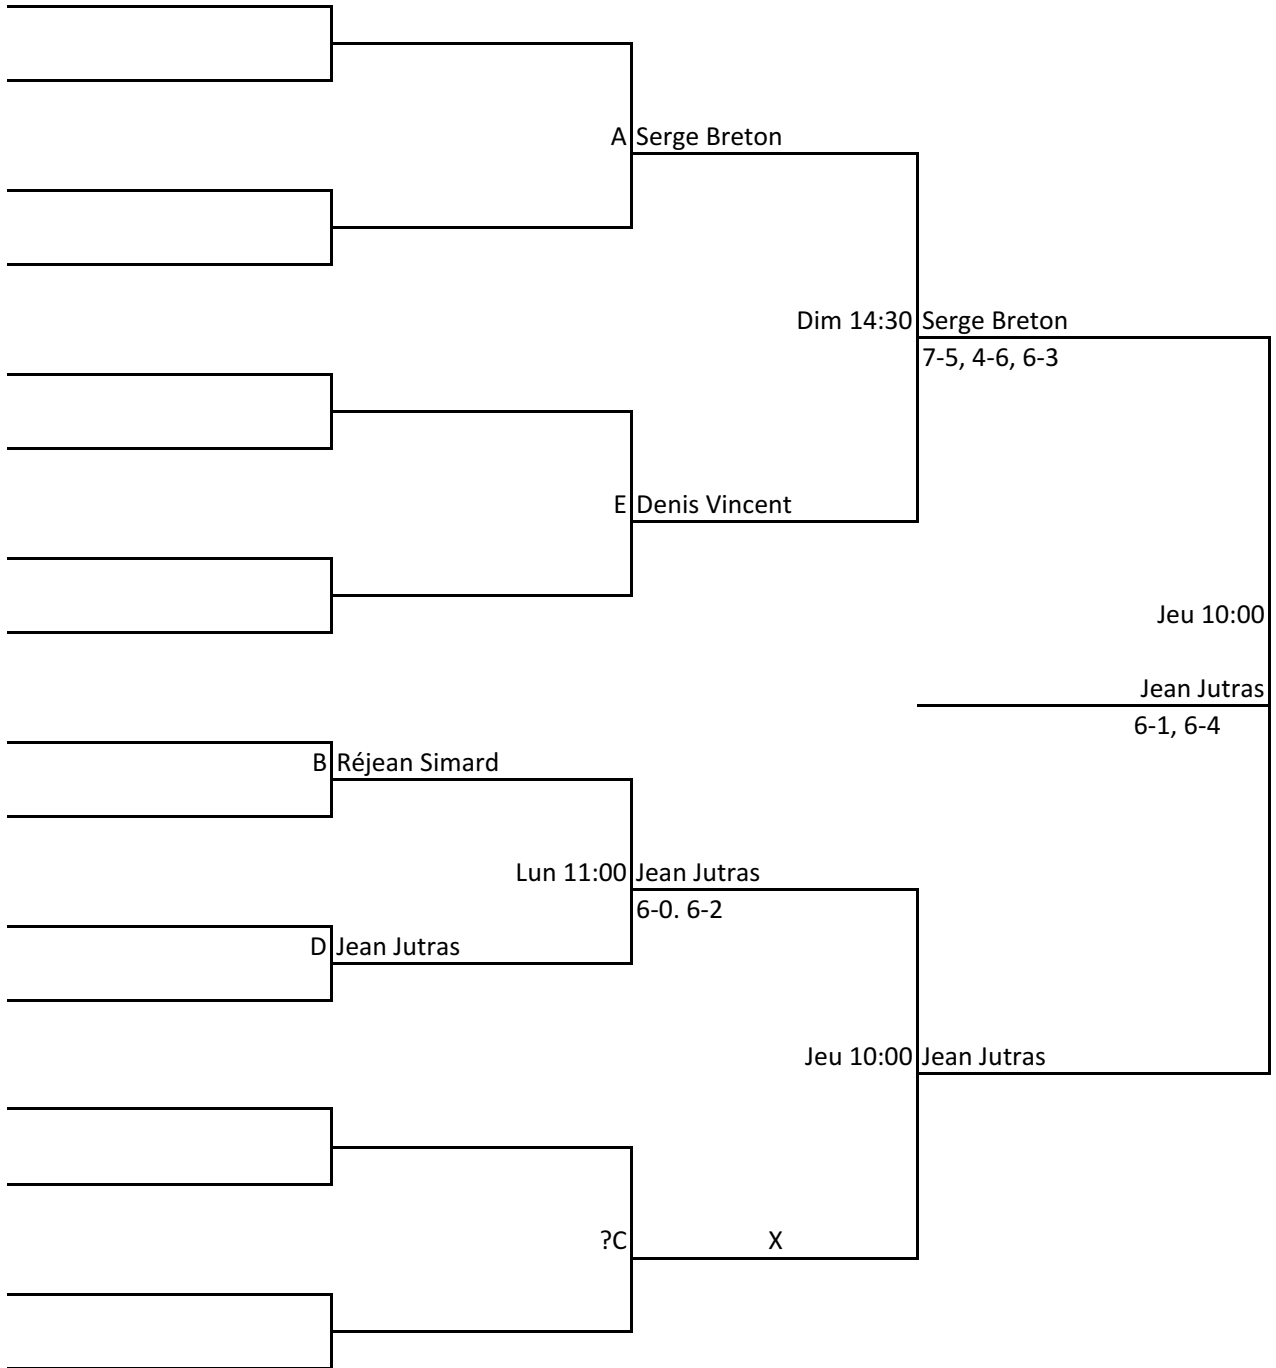 A Serge Breton
Dim 14:30 Serge Breton
7-5, 4-6, 6-3
E Denis Vincent
Jeu 10:00
Jean Jutras
6-1, 6-4
B Réjean Simard
Lun 11:00 Jean Jutras
6-0. 6-2
D Jean Jutras
Jeu 10:00 Jean Jutras
?C X